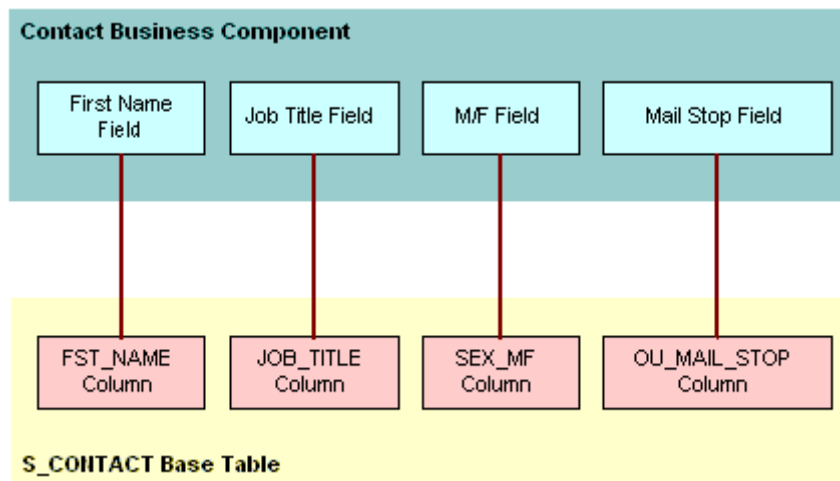 Contact Business Component
First Name
Field
Job Title Field
M/F Field
Mail Stop Field
FST_NAME
Column
JOB_TITLE
Column
SEX_MF
Column
OU_MAIL_STOP
Column
S_CONTACT Base Table